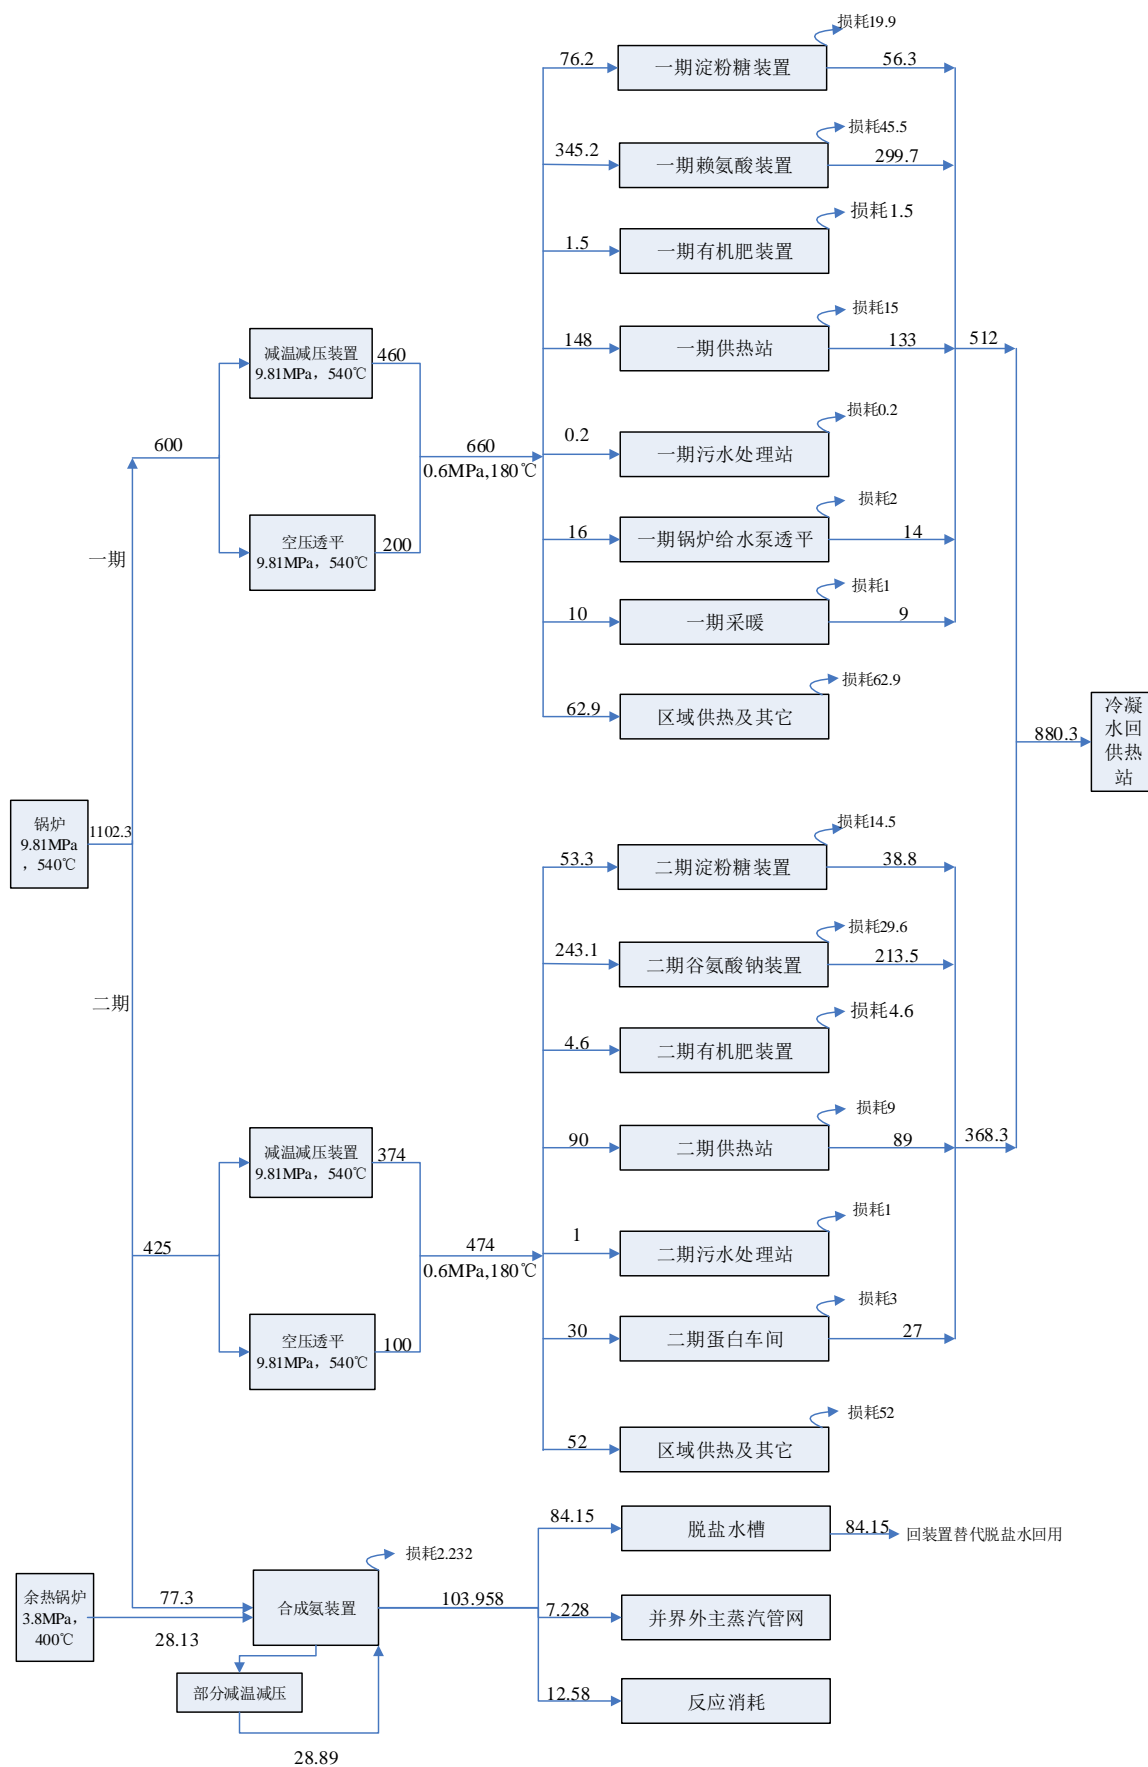 损耗19.9
76.2
一期淀粉糖装置
56.3
损耗45.5
345.2
一期赖氨酸装置
299.7
损耗1.5
1.5
一期有机肥装置
损耗15
148
一期供热站
133
512
减温减压装置
9.81MPa，540℃
460
损耗0.2
0.2
一期污水处理站
600
660
0.6MPa,180℃
损耗2
16
一期锅炉给水泵透平
14
空压透平
9.81MPa，540℃
200
一期
损耗1
10
一期采暖
9
损耗62.9
62.9
区域供热及其它
880.3
冷凝
水回
供热
站
锅炉
9.81MPa
，540℃
1102.3
损耗14.5
53.3
二期淀粉糖装置
38.8
损耗29.6
243.1
二期谷氨酸钠装置
213.5
二期
损耗4.6
4.6
二期有机肥装置
损耗9
90
二期供热站
89
368.3
减温减压装置
9.81MPa，540℃
374
损耗1
1
二期污水处理站
425
474
0.6MPa,180℃
损耗3
30
二期蛋白车间
27
空压透平
9.81MPa，540℃
100
损耗52
52
区域供热及其它
84.15
脱盐水槽
84.15
回装置替代脱盐水回用
损耗2.232
余热锅炉
3.8MPa，
400℃
77.3
28.13
合成氨装置
103.958
7.228
并界外主蒸汽管网
部分减温减压
28.89
12.58
反应消耗